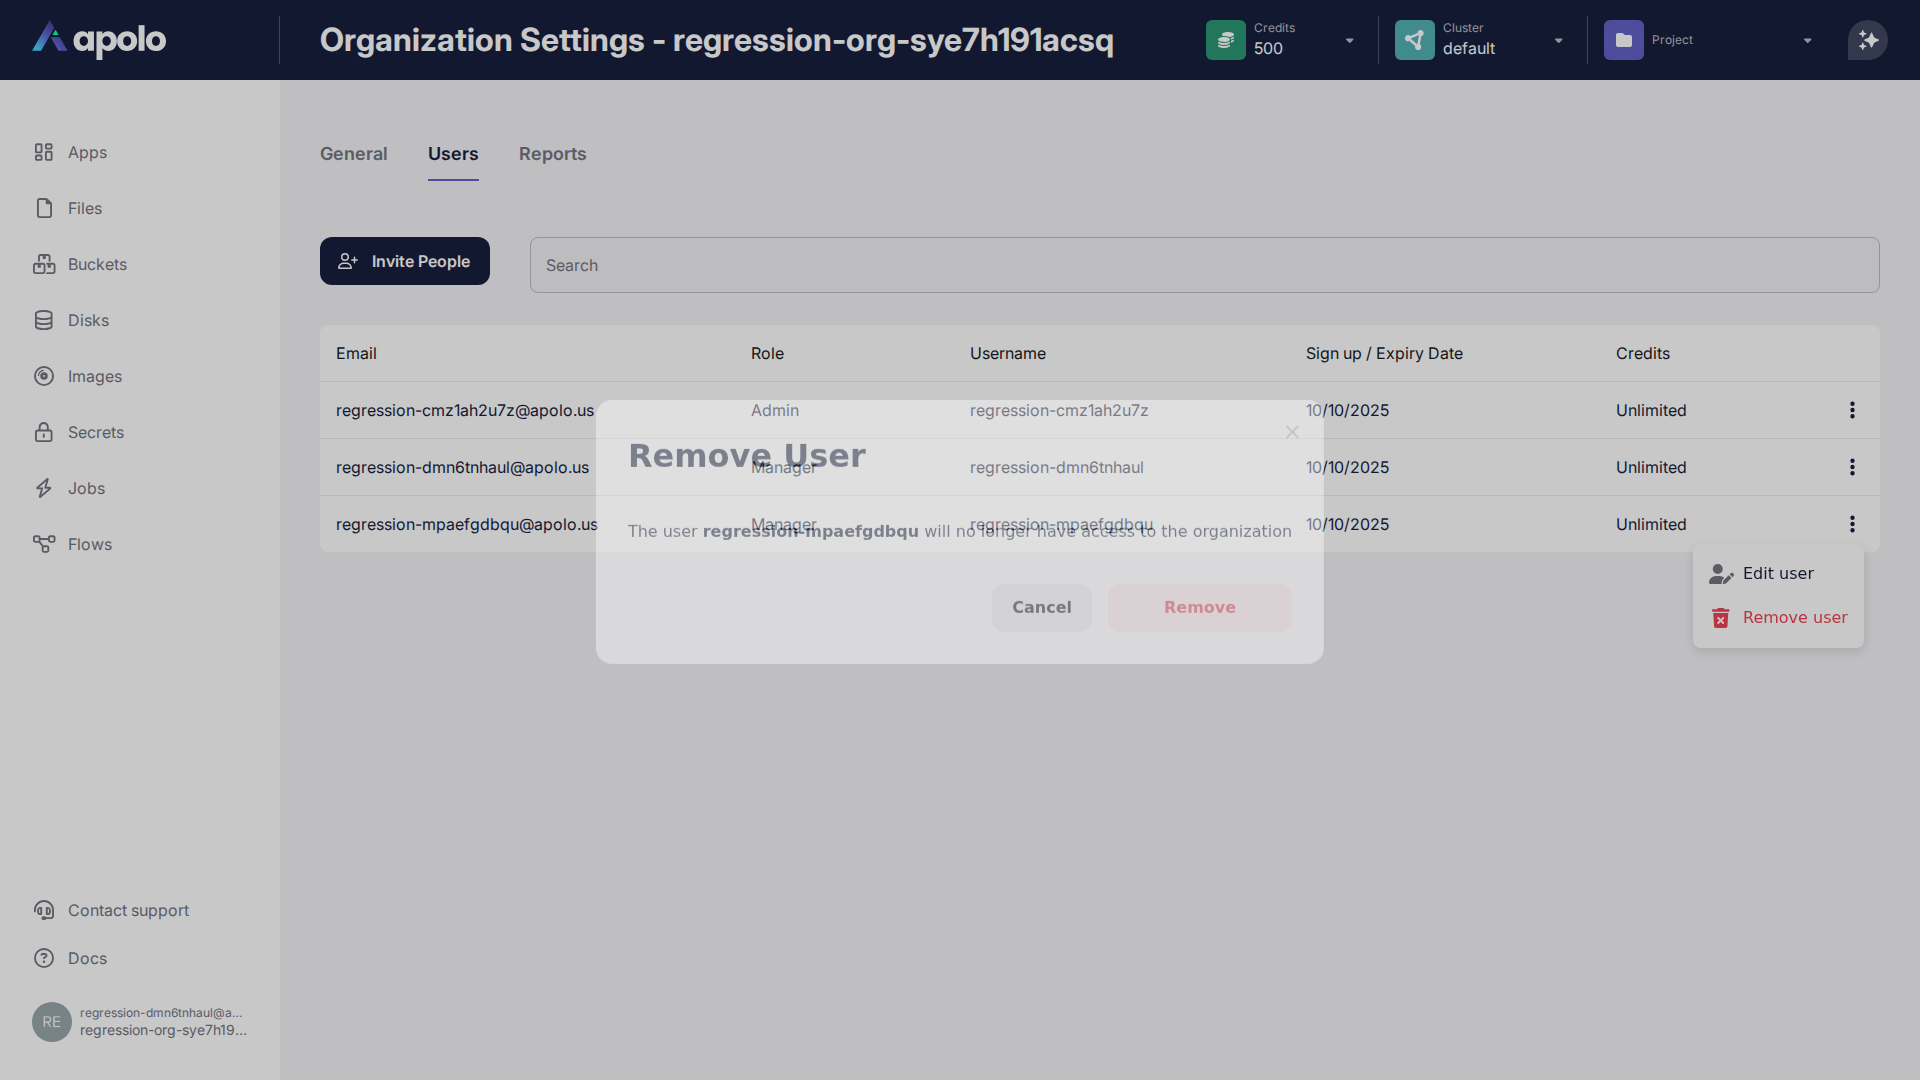 apolo
Organization Settings - regression-org-sye7h191acsq
Credits
500
Cluster
default
Project
Apps
Files
Buckets
Disks
Images
Secrets
Jobs
Flows
General Users Reports
Invite People
Search
Email Role Username Sign up / Expiry Date Credits
regression-cmz1ah2u7z@apolo.us Admin regression-cmz1ah2u7z 10/10/2025 Unlimited
regression-dmn6tnhaul@apolo.us Manager regression-dmn6tnhaul 10/10/2025 Unlimited
regression-mpaefgdbqu@apolo.us Manager regression-mpaefgdbqu 10/10/2025 Unlimited
Remove User
The user regression-mpaefgdbqu will no longer have access to the organization
Cancel
Remove
Edit user
Remove user
Contact support
Docs
RE
regression-dmn6tnhaul@a...
regression-org-sye7h19...